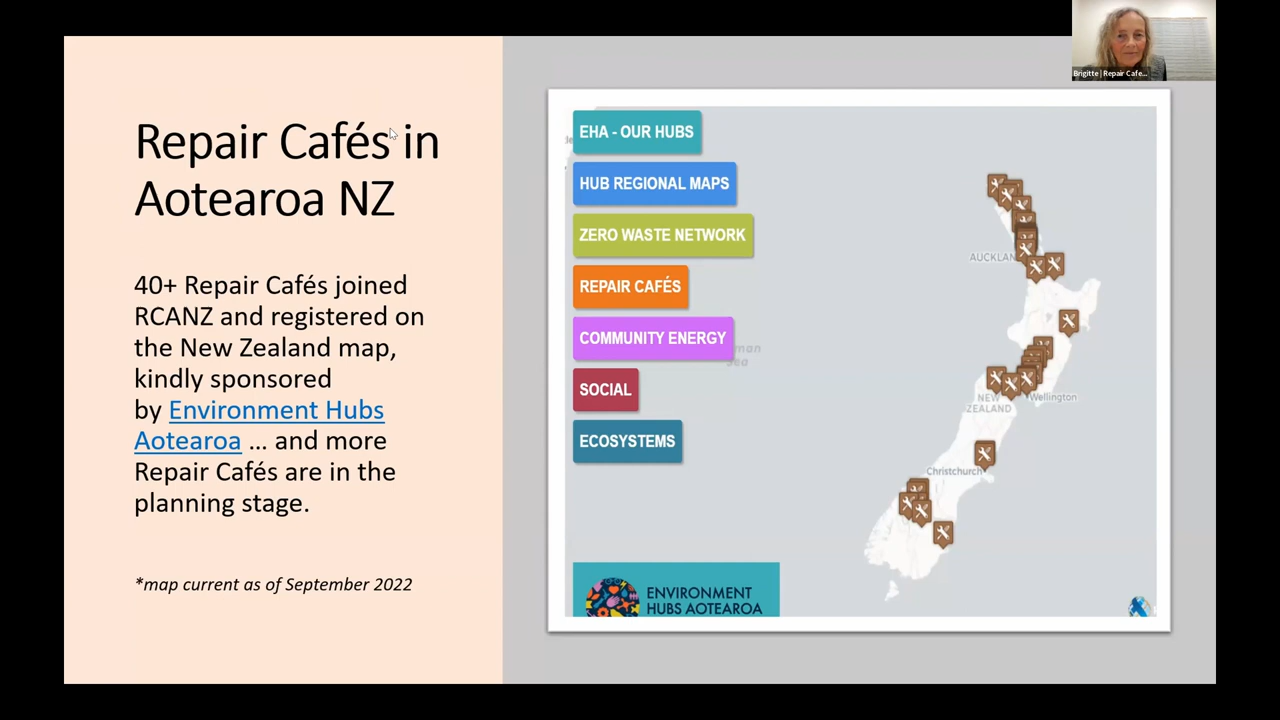 Brigitte | Repair Cafe...
Repair Cafés in
Aotearoa NZ
40+ Repair Cafés joined
RCANZ and registered on
the New Zealand map,
kindly sponsored
by Environment Hubs
Aotearoa ... and more
Repair Cafés are in the
planning stage.
*map current as of September 2022
EHA - OUR HUBS
HUB REGIONAL MAPS
ZERO WASTE NETWORK
REPAIR CAFÉS
COMMUNITY ENERGY
SOCIAL
ECOSYSTEMS
man
Sea
AUCKLAN
Wellington
NEW
ZEALAND
Christchurch
ENVIRONMENT
HUBS AOTEAROA